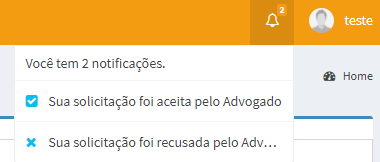 2
teste
Você tem 2 notificações.
Home
Sua solicitação foi aceita pelo Advogado
Sua solicitação foi recusada pelo Adv...